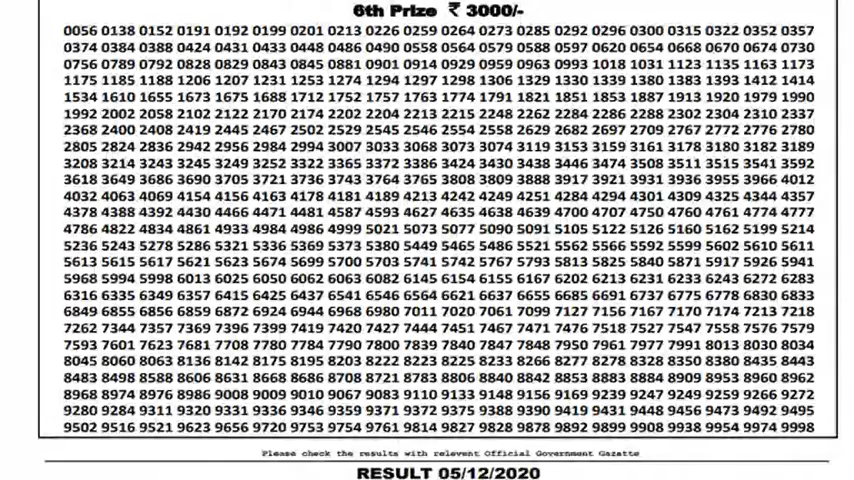 6th Prize ₹ 3000/-
0056 0138 0152 0191 0192 0199 0201 0213 0226 0259 0264 0273 0285 0292 0296 0300 0315 0322 0352 0357
0374 0384 0388 0424 0431 0433 0448 0486 0490 0558 0564 0579 0588 0597 0620 0654 0668 0670 0674 0730
0756 0789 0792 0828 0829 0843 0845 0881 0901 0914 0929 0959 0963 0993 1018 1031 1123 1135 1163 1173
1175 1185 1188 1206 1207 1231 1253 1274 1294 1297 1298 1306 1329 1330 1339 1380 1383 1393 1412 1414
1534 1610 1655 1673 1675 1688 1712 1752 1757 1763 1774 1791 1821 1851 1853 1887 1913 1920 1979 1990
1992 2002 2058 2102 2122 2170 2174 2202 2204 2213 2215 2248 2262 2284 2286 2288 2302 2304 2310 2337
2368 2400 2408 2419 2445 2467 2502 2529 2545 2546 2554 2558 2629 2682 2697 2709 2767 2772 2776 2780
2805 2824 2836 2942 2956 2984 2994 3007 3033 3068 3073 3074 3119 3153 3159 3161 3178 3180 3182 3189
3208 3214 3243 3245 3249 3252 3322 3365 3372 3386 3424 3430 3438 3446 3474 3508 3511 3515 3541 3592
3618 3649 3686 3690 3705 3721 3736 3743 3764 3765 3808 3809 3888 3917 3921 3931 3936 3955 3966 4012
4032 4063 4069 4154 4156 4163 4178 4181 4189 4213 4242 4249 4251 4284 4294 4301 4309 4325 4344 4357
4378 4388 4392 4430 4466 4471 4481 4587 4593 4627 4635 4638 4639 4700 4707 4750 4760 4761 4774 4777
4786 4822 4834 4861 4933 4984 4986 4999 5021 5073 5077 5090 5091 5105 5122 5126 5160 5162 5199 5214
5236 5243 5278 5286 5321 5336 5369 5373 5380 5449 5465 5486 5521 5562 5566 5592 5599 5602 5610 5611
5613 5615 5617 5621 5623 5674 5699 5700 5703 5741 5742 5767 5793 5813 5825 5840 5871 5917 5926 5941
5968 5994 5998 6013 6025 6050 6062 6063 6082 6145 6154 6155 6167 6202 6213 6231 6233 6243 6272 6283
6316 6335 6349 6357 6415 6425 6437 6541 6546 6564 6621 6637 6655 6685 6691 6737 6775 6778 6830 6833
6849 6855 6856 6859 6872 6924 6944 6968 6980 7011 7020 7061 7099 7127 7156 7167 7170 7174 7213 7218
7262 7344 7357 7369 7396 7399 7419 7420 7427 7444 7451 7467 7471 7476 7518 7527 7547 7558 7576 7579
7593 7601 7623 7681 7708 7780 7784 7790 7800 7839 7840 7847 7848 7950 7961 7977 7991 8013 8030 8034
8045 8060 8063 8136 8142 8175 8195 8203 8222 8223 8225 8233 8266 8277 8278 8328 8350 8380 8435 8443
8483 8498 8588 8606 8631 8668 8686 8708 8721 8783 8806 8840 8842 8853 8883 8884 8909 8953 8960 8962
8968 8974 8976 8986 9008 9009 9010 9067 9083 9110 9133 9148 9156 9169 9239 9247 9249 9259 9266 9272
9280 9284 9311 9320 9331 9336 9346 9359 9371 9372 9375 9388 9390 9419 9431 9448 9456 9473 9492 9495
9502 9516 9521 9623 9656 9720 9753 9754 9761 9814 9827 9828 9878 9892 9899 9908 9938 9954 9974 9998
Please check the results with relevent Official Government Gazatte
RESULT 05/12/2020